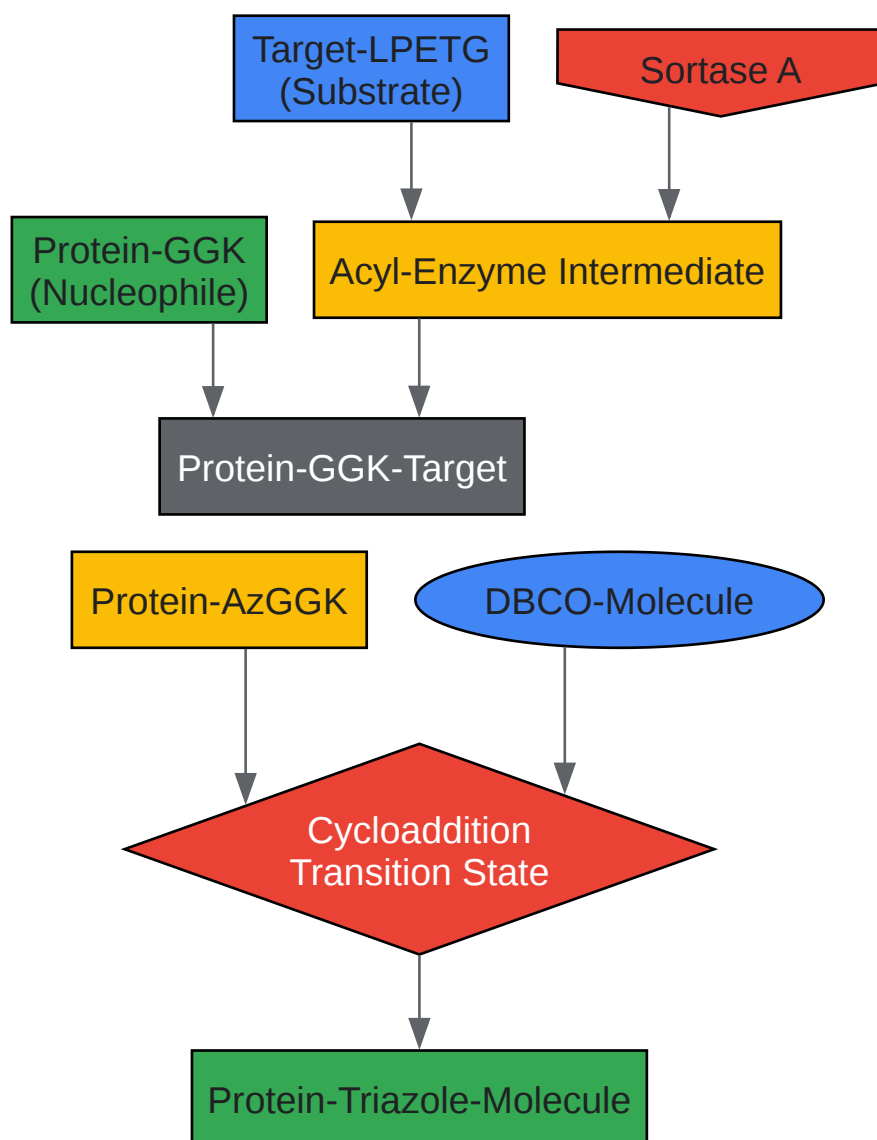 Target-LPETG
(Substrate)
Sortase A
Protein-GGK
(Nucleophile)
Acyl-Enzyme Intermediate
Protein-GGK-Target
Protein-AzGGK
DBCO-Molecule
Cycloaddition
Transition State
Protein-Triazole-Molecule